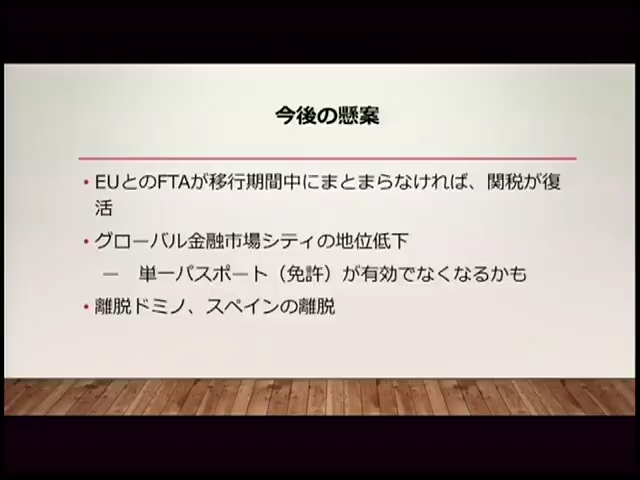 今後の懸案
• EUとのFTAが移行期間中にまとまらなければ、関税が復
活
• グローバル金融市場シティの地位低下
－　単一パスポート（免許）が有効でなくなるかも
• 離脱ドミノ、スペインの離脱